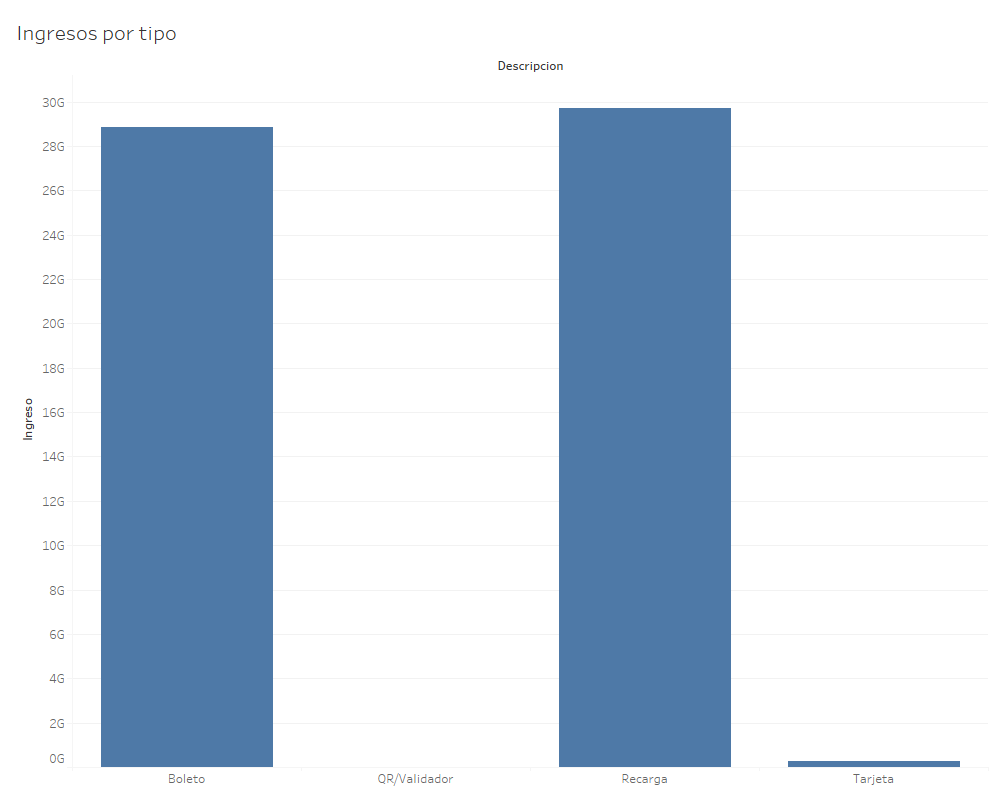 Ingresos por tipo
Descripcion
30G
28G
26G
24G
22G
20G
18G
Ingreso
16G
14G
12G
10G
8G
6G
4G
2G
0G
Boleto
QR/Validador
Recarga
Tarjeta